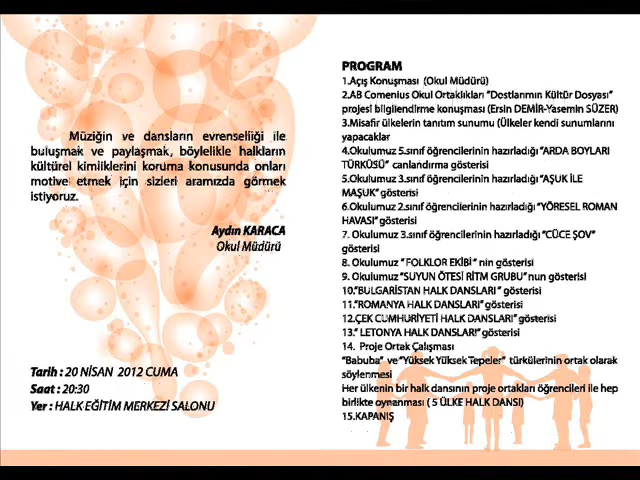 Müziğin ve dansların evrenselliği ile
buluşmak ve paylaşmak, böylelikle halkların
kültürel kimliklerini koruma konusunda onları
motive etmek için sizleri aramızda görmek
istiyoruz.
Aydın KARACA
Okul Müdürü
Tarih : 20 NİSAN 2012 CUMA
Saat : 20:30
Yer : HALK EĞİTİM MERKEZİ SALONU
PROGRAM
1.Açış Konuşması (Okul Müdürü)
2.AB Comenius Okul Ortaklıkları "Dostlarımın Kültür Dosyası"
projesi bilgilendirme konuşması (Ersin DEMİR-Yasemin SÜZER)
3.Misafir ülkelerin tanıtım sunumu (Ülkeler kendi sunumlarını
yapacaklar
4.Okulumuz 5.sınıf öğrencilerinin hazırladığı "ARDA BOYLARI
TÜRKÜSÜ" canlandırma gösterisi
5.Okulumuz 3.sınıf öğrencilerinin hazırladığı "AŞUK İLE
MAŞUK" gösterisi
6.Okulumuz 2.sınıf öğrencilerinin hazırladığı "YÖRESEL ROMAN
HAVASI" gösterisi
7. Okulumuz 3.sınıf öğrencilerinin hazırladığı "CÜCE ŞOV"
gösterisi
8. Okulumuz " FOLKLOR EKİBİ " nin gösterisi
9. Okulumuz "SUYUN ÖTESİ RİTM GRUBU" nun gösterisi
10."BULGARİSTAN HALK DANSLARI " gösterisi
11."ROMANYA HALK DANSLARI" gösterisi
12.ÇEK CUMHURİYETİ HALK DANSLARI" gösterisi
13." LETONYA HALK DANSLARI" gösterisi
14. Proje Ortak Çalışması
"Babuba" ve "Yüksek Yüksek Tepeler" türkülerinin ortak olarak
söylenmesi
Her ülkenin bir halk dansının proje ortakları öğrencileri ile hep
birlikte oynanması ( 5 ÜLKE HALK DANSI)
15.KAPANIŞ